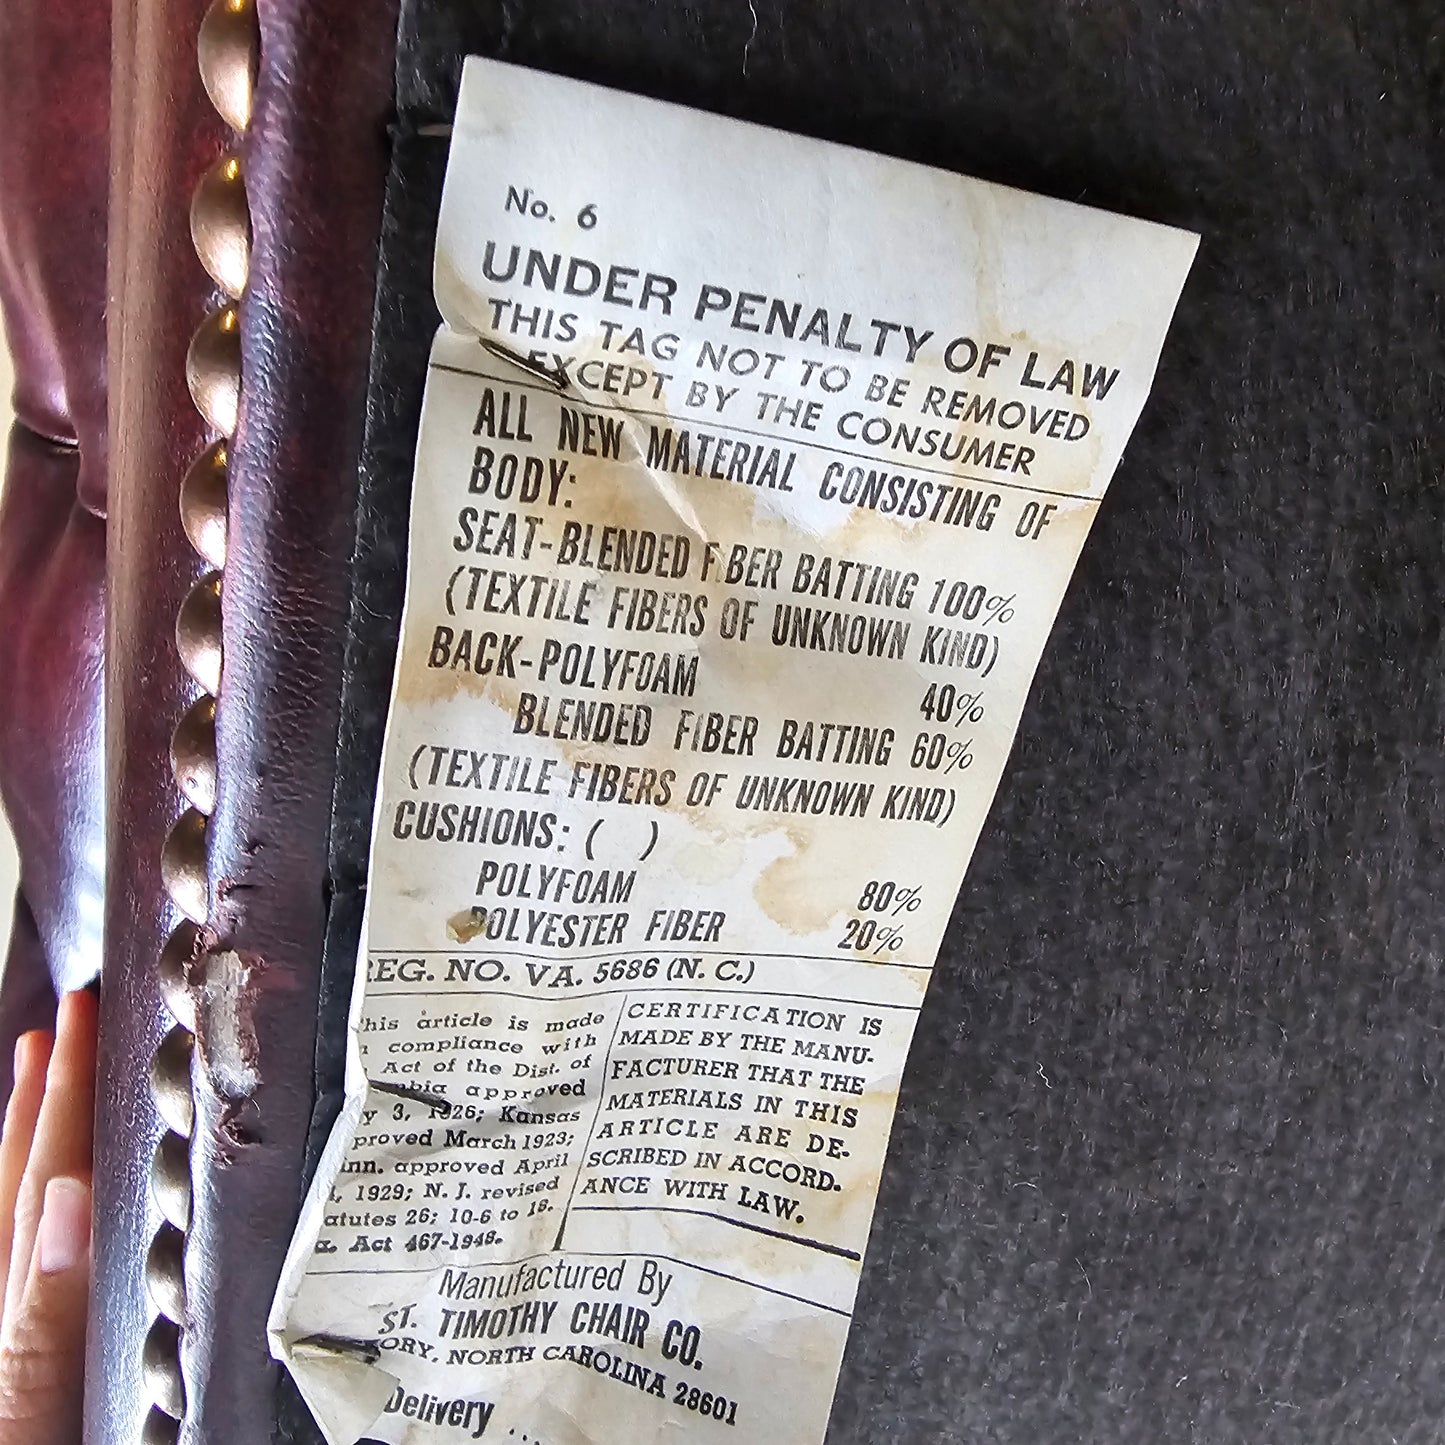 No. 6
UNDER PENALTY OF LAW
THIS TAG NOT TO BE REMOVED
EXCEPT BY THE CONSUMER
ALL NEW MATERIAL CONSISTING OF
BODY:
SEAT-BLENDED FIBER BATTING 100%
(TEXTILE FIBERS OF UNKNOWN KIND)
BACK-POLYFOAM 40%
BLENDED FIBER BATTING 60%
(TEXTILE FIBERS OF UNKNOWN KIND)
CUSHIONS: ( )
POLYFOAM 80%
POLYESTER FIBER 20%
EG. NO. VA. 5686 (N. C.)
his article is made
compliance with
Act of the Dist. of
approved
y 3, 1926; Kansas
proved March 1923;
nn. approved April
, 1929; N. J. revised
atutes 26; 10-6 to 18.
a. Act 467-1948.
CERTIFICATION IS
MADE BY THE MANU-
FACTURER THAT THE
MATERIALS IN THIS
ARTICLE ARE DE-
SCRIBED IN ACCORD-
ANCE WITH LAW.
Manufactured By
ST. TIMOTHY CHAIR CO.
ORY, NORTH CAROLINA 28601
Delivery ...